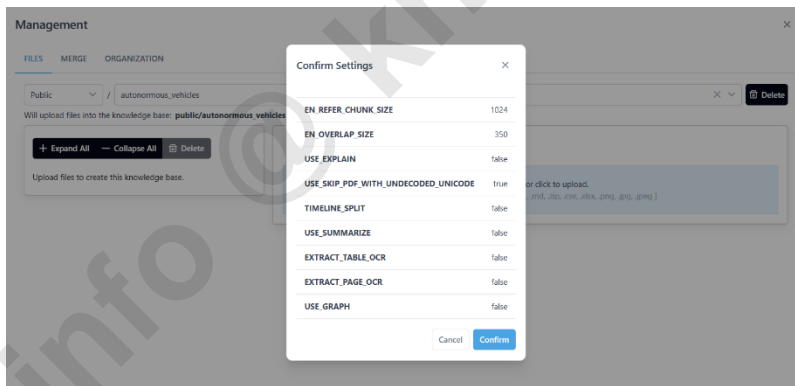 Management
FILES MERGE ORGANIZATION
Public / autonormous_vehicles Delete
Will upload files into the knowledge base: public/autonormous_vehicles
+ Expand All — Collapse All Delete
Upload files to create this knowledge base.
or click to upload.
, .md, .zip, .csv, .xlsx, .png, .jpg, .jpeg ]
Confirm Settings
EN_REFER_CHUNK_SIZE 1024
EN_OVERLAP_SIZE 350
USE_EXPLAIN false
USE_SKIP_PDF_WITH_UNDECODED_UNICODE true
TIMELINE_SPLIT false
USE_SUMMARIZE false
EXTRACT_TABLE_OCR false
EXTRACT_PAGE_OCR false
USE_GRAPH false
Cancel Confirm
info @ kn